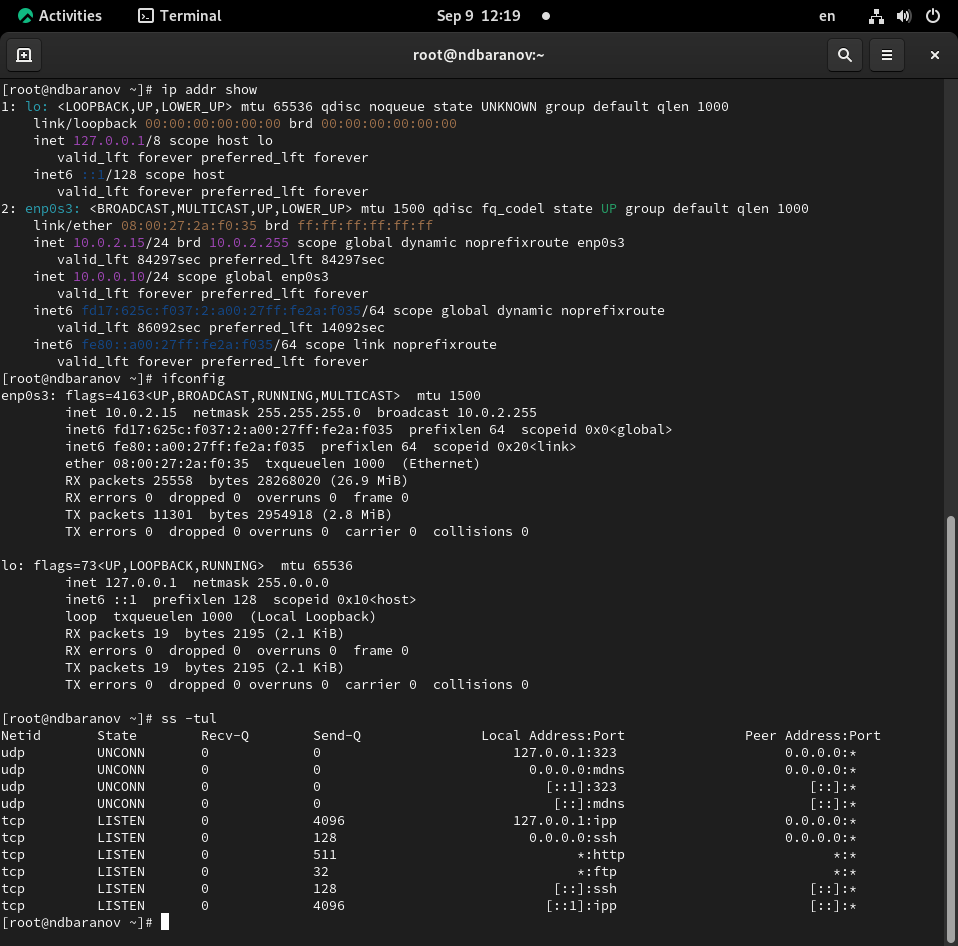 Activities Terminal Sep 9 12:19 en
root@ndbaranov:~
[root@ndbaranov ~]# ip addr show
1: lo: <LOOPBACK,UP,LOWER_UP> mtu 65536 qdisc noqueue state UNKNOWN group default qlen 1000
    link/loopback 00:00:00:00:00:00 brd 00:00:00:00:00:00
    inet 127.0.0.1/8 scope host lo
       valid_lft forever preferred_lft forever
    inet6 ::1/128 scope host
       valid_lft forever preferred_lft forever
2: enp0s3: <BROADCAST,MULTICAST,UP,LOWER_UP> mtu 1500 qdisc fq_codel state UP group default qlen 1000
    link/ether 08:00:27:2a:f0:35 brd ff:ff:ff:ff:ff:ff
    inet 10.0.2.15/24 brd 10.0.2.255 scope global dynamic noprefixroute enp0s3
       valid_lft 84297sec preferred_lft 84297sec
    inet 10.0.0.10/24 scope global enp0s3
       valid_lft forever preferred_lft forever
    inet6 fd17:625c:f037:2:a00:27ff:fe2a:f035/64 scope global dynamic noprefixroute
       valid_lft 86092sec preferred_lft 14092sec
    inet6 fe80::a00:27ff:fe2a:f035/64 scope link noprefixroute
       valid_lft forever preferred_lft forever
[root@ndbaranov ~]# ifconfig
enp0s3: flags=4163<UP,BROADCAST,RUNNING,MULTICAST>  mtu 1500
        inet 10.0.2.15  netmask 255.255.255.0  broadcast 10.0.2.255
        inet6 fd17:625c:f037:2:a00:27ff:fe2a:f035  prefixlen 64  scopeid 0x0<global>
        inet6 fe80::a00:27ff:fe2a:f035  prefixlen 64  scopeid 0x20<link>
        ether 08:00:27:2a:f0:35  txqueuelen 1000  (Ethernet)
        RX packets 25558  bytes 28268020 (26.9 MiB)
        RX errors 0  dropped 0  overruns 0  frame 0
        TX packets 11301  bytes 2954918 (2.8 MiB)
        TX errors 0  dropped 0 overruns 0  carrier 0  collisions 0
lo: flags=73<UP,LOOPBACK,RUNNING>  mtu 65536
        inet 127.0.0.1  netmask 255.0.0.0
        inet6 ::1  prefixlen 128  scopeid 0x10<host>
        loop  txqueuelen 1000  (Local Loopback)
        RX packets 19  bytes 2195 (2.1 KiB)
        RX errors 0  dropped 0  overruns 0  frame 0
        TX packets 19  bytes 2195 (2.1 KiB)
        TX errors 0  dropped 0 overruns 0  carrier 0  collisions 0
[root@ndbaranov ~]# ss -tul
Netid State Recv-Q Send-Q Local Address:Port Peer Address:Port
udp UNCONN 0 0 127.0.0.1:323 0.0.0.0:*
udp UNCONN 0 0 0.0.0.0:mdns 0.0.0.0:*
udp UNCONN 0 0 [::1]:323 [::]:*
udp UNCONN 0 0 [::]:mdns [::]:*
tcp LISTEN 0 4096 127.0.0.1:ipp 0.0.0.0:*
tcp LISTEN 0 128 0.0.0.0:ssh 0.0.0.0:*
tcp LISTEN 0 511 *:http *:*
tcp LISTEN 0 32 *:ftp *:*
tcp LISTEN 0 128 [::]:ssh [::]:*
tcp LISTEN 0 4096 [::1]:ipp [::]:*
[root@ndbaranov ~]#